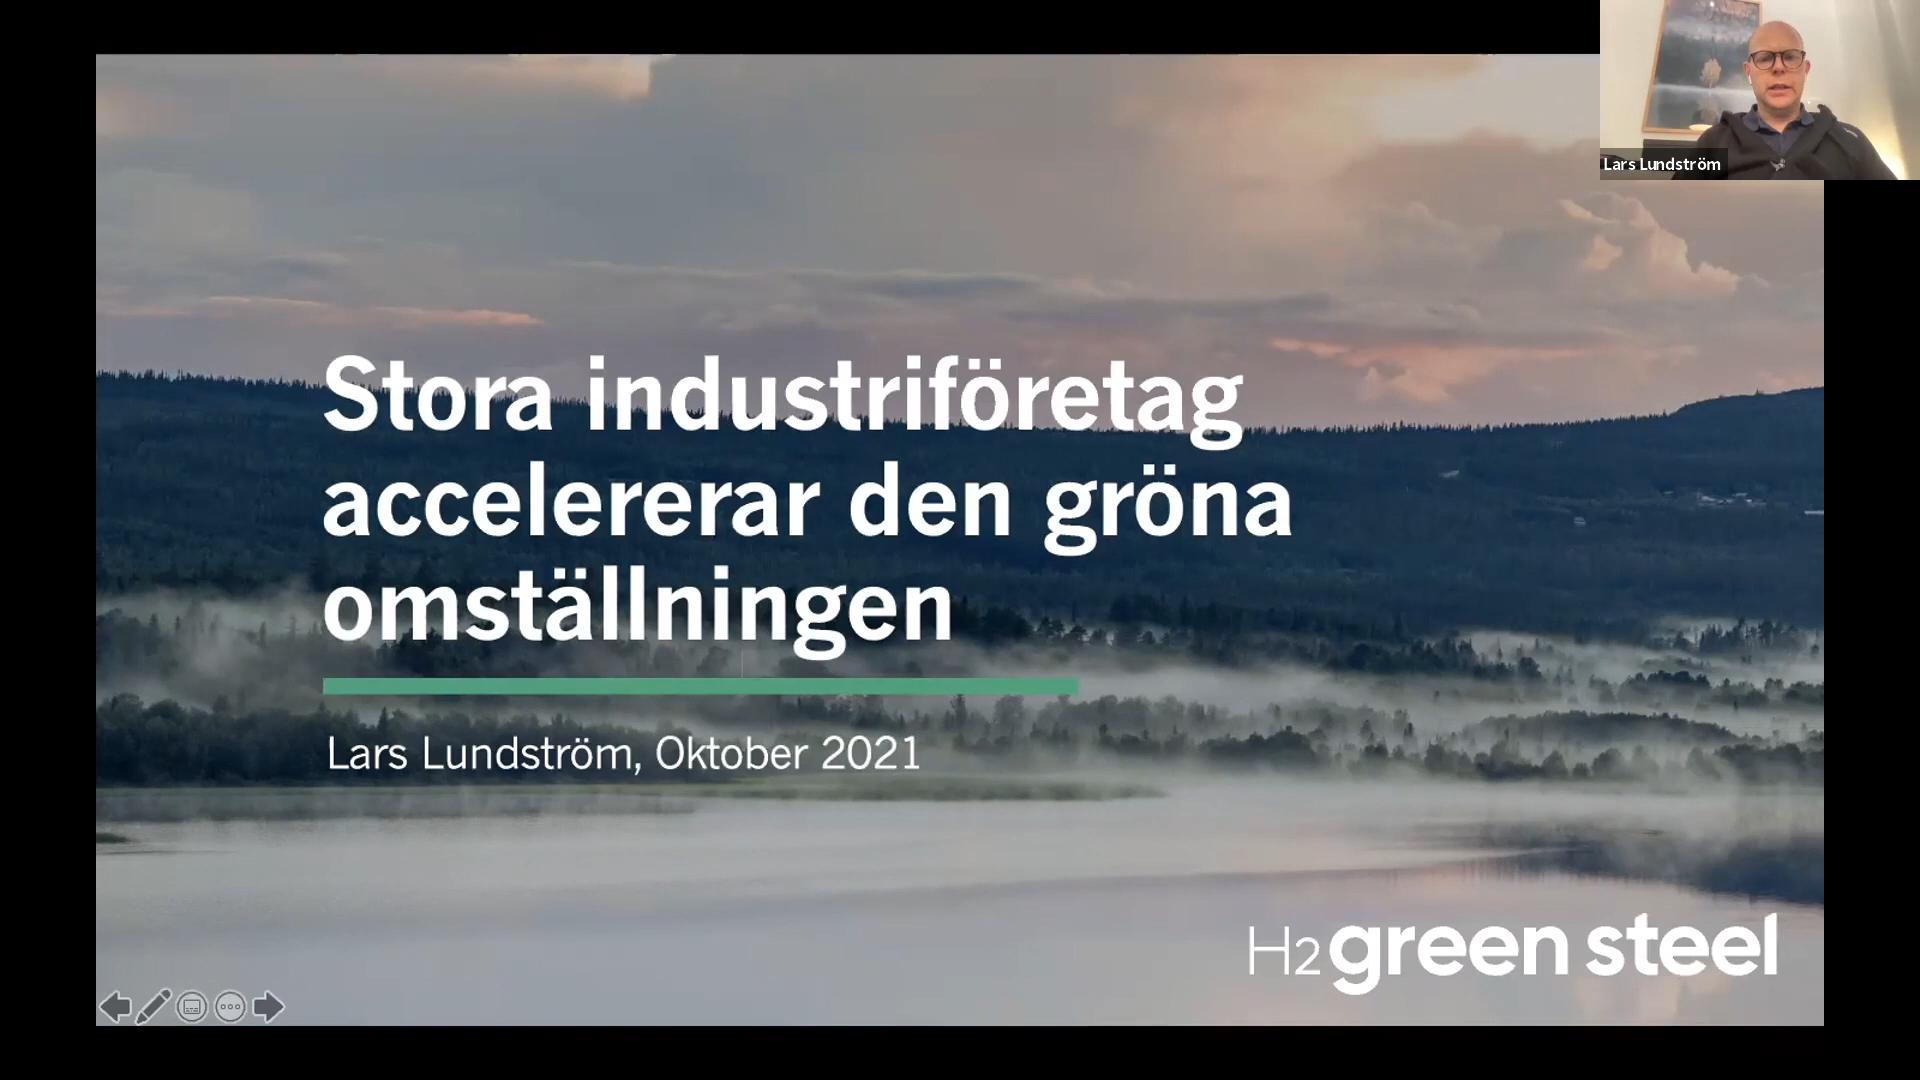 Lars Lundström
Stora industriföretag
accelererar den gröna
omställningen
Lars Lundström, Oktober 2021
H2 green steel